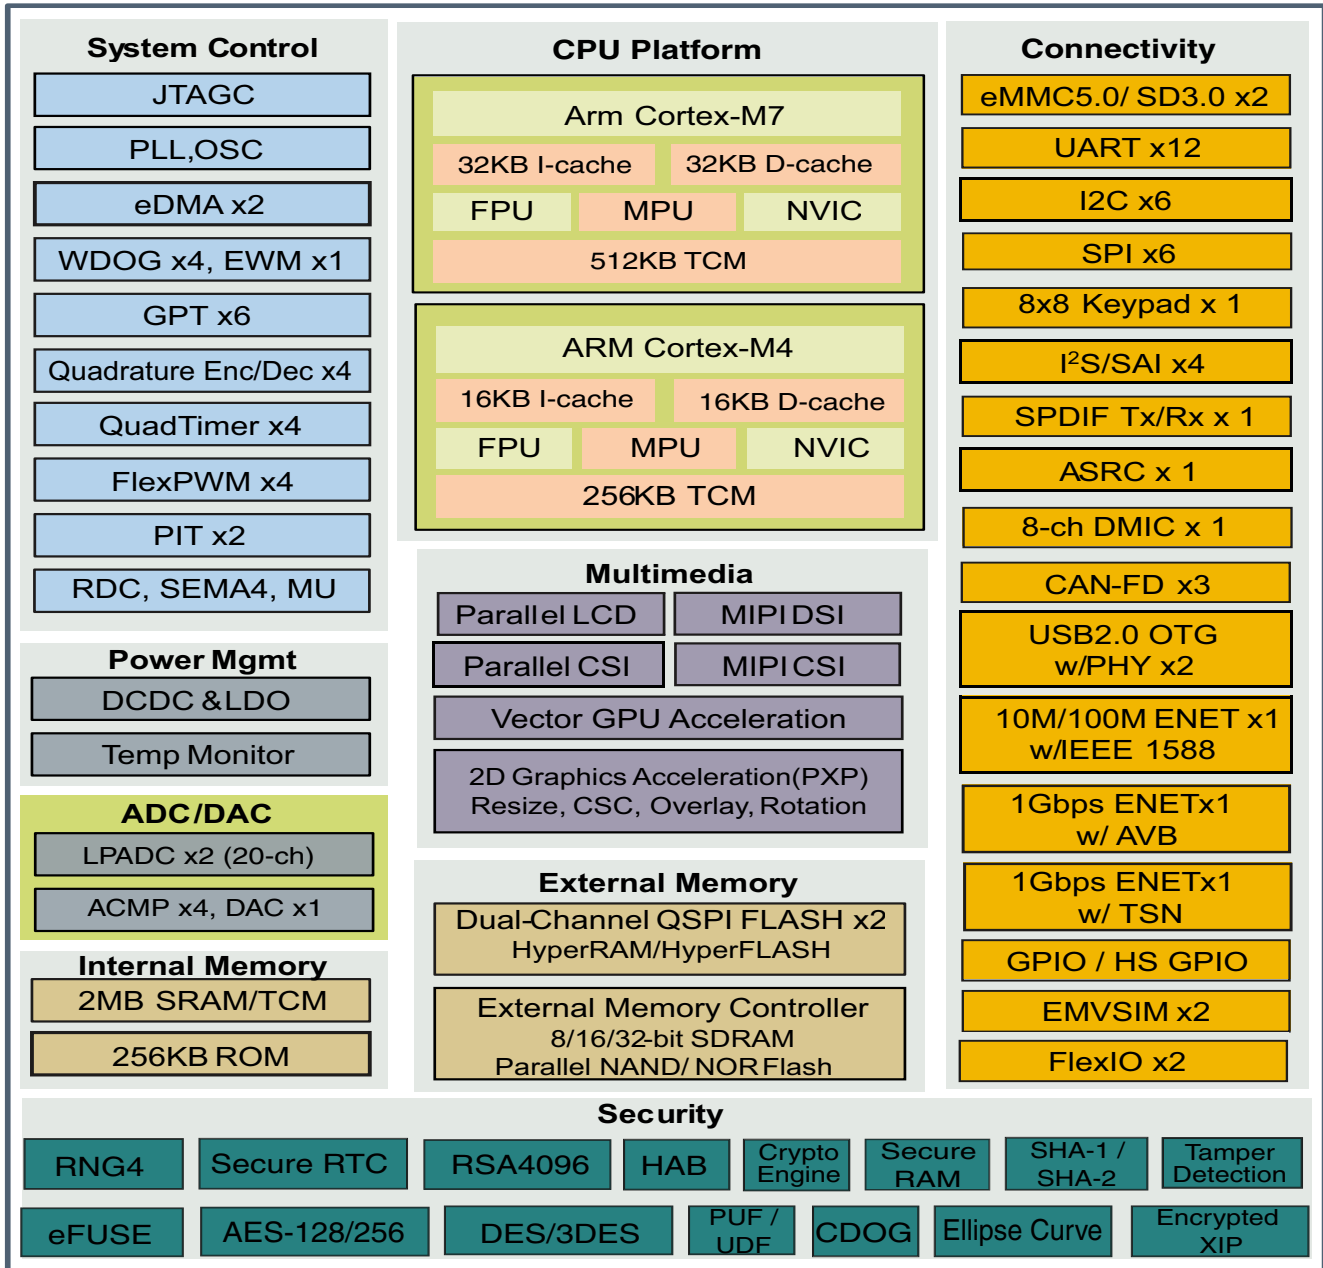 System Control
JTAGC
PLL,OSC
eDMA x2
WDOG x4, EWM x1
GPT x6
Quadrature Enc/Dec x4
QuadTimer x4
FlexPWM x4
PIT x2
RDC, SEMA4, MU
Power Mgmt
DCDC &LDO
Temp Monitor
ADC/DAC
LPADC x2 (20-ch)
ACMP x4, DAC x1
Internal Memory
2MB SRAM/TCM
256KB ROM
CPU Platform
Arm Cortex-M7
32KB I-cache
32KB D-cache
FPU
MPU
NVIC
512KB TCM
ARM Cortex-M4
16KB I-cache
16KB D-cache
FPU
MPU
NVIC
256KB TCM
Multimedia
Parallel LCD
MIPI DSI
Parallel CSI
MIPI CSI
Vector GPU Acceleration
2D Graphics Acceleration(PXP)
Resize, CSC, Overlay, Rotation
External Memory
Dual-Channel QSPI FLASH x2
HyperRAM/HyperFLASH
External Memory Controller
8/16/32-bit SDRAM
Parallel NAND/ NOR Flash
Connectivity
eMMC5.0/ SD3.0 x2
UART x12
I2C x6
SPI x6
8x8 Keypad x 1
I²S/SAI x4
SPDIF Tx/Rx x 1
ASRC x 1
8-ch DMIC x 1
CAN-FD x3
USB2.0 OTG
w/PHY x2
10M/100M ENET x1
w/IEEE 1588
1Gbps ENETx1
w/ AVB
1Gbps ENETx1
w/ TSN
GPIO / HS GPIO
EMVSIM x2
FlexIO x2
Security
RNG4
Secure RTC
RSA4096
HAB
Crypto
Engine
Secure
RAM
SHA-1 /
SHA-2
Tamper
Detection
eFUSE
AES-128/256
DES/3DES
PUF /
UDF
CDOG
Ellipse Curve
Encrypted
XIP